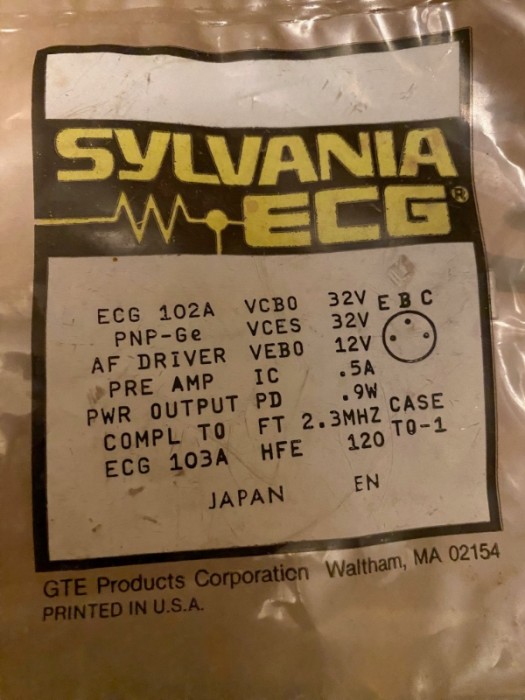 SYLVANIA
ECG®
ECG 102A VCBO 32V E B C
PNP-Ge VCES 32V
AF DRIVER VEBO 12V
PRE AMP IC .5A
PWR OUTPUT PD .9W
COMPL TO FT 2.3MHZ CASE
ECG 103A HFE 120 TO-1
JAPAN EN
GTE Products Corporation Waltham, MA 02154
PRINTED IN U.S.A.